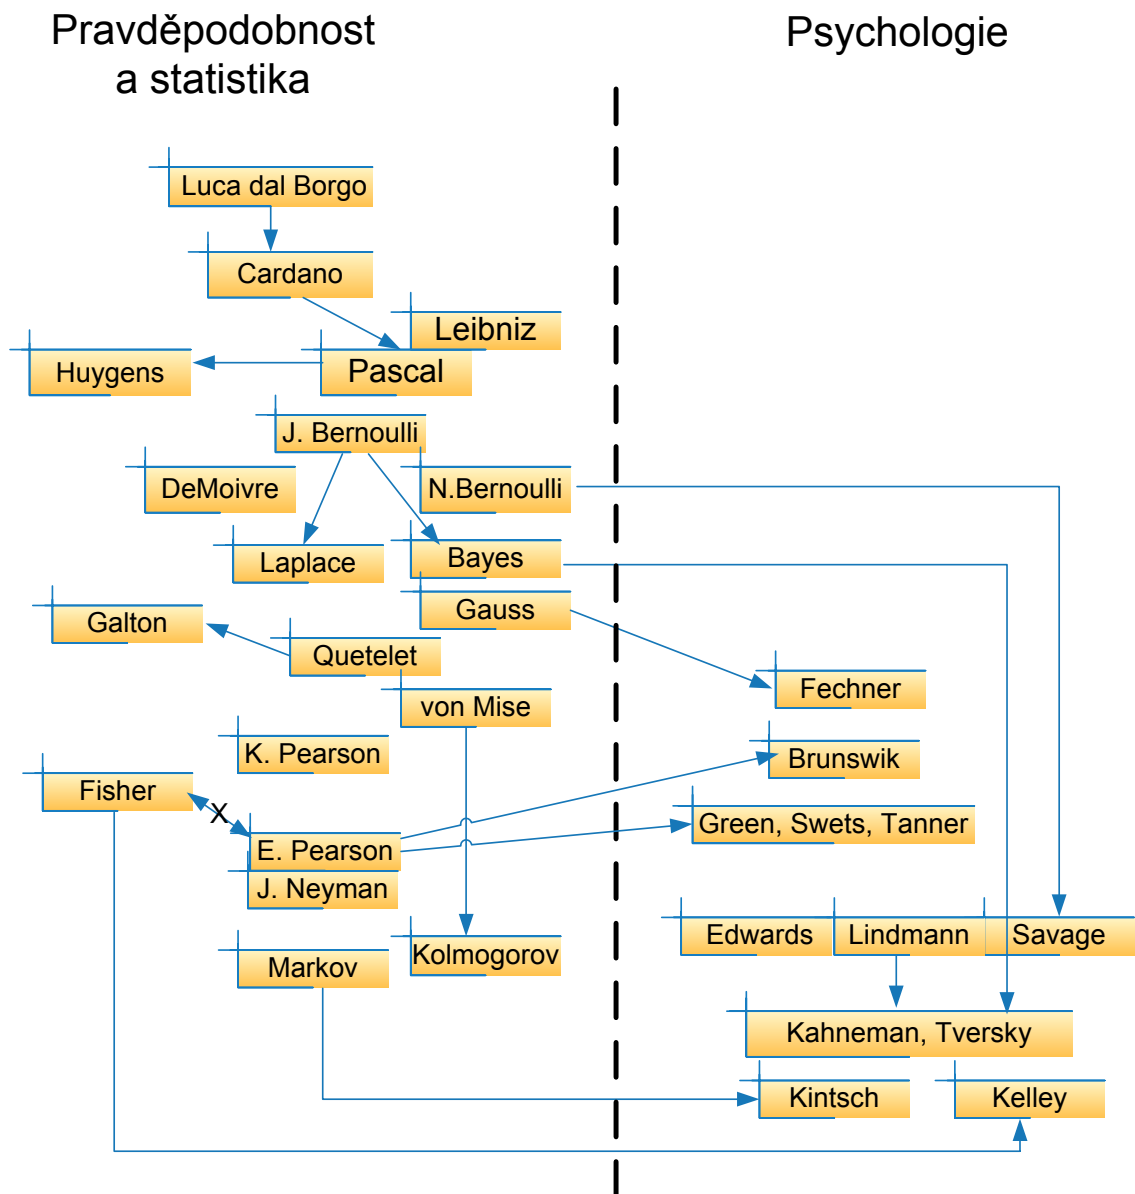 Pravděpodobnost
a statistika
Psychologie
Luca dal Borgo
Cardano
Leibniz
Pascal
Huygens
J. Bernoulli
DeMoivre
N.Bernoulli
Laplace
Bayes
Gauss
Galton
Quetelet
Fechner
von Mise
K. Pearson
Brunswik
Fisher
X
Green, Swets, Tanner
E. Pearson
J. Neyman
Edwards
Lindmann
Savage
Kolmogorov
Markov
Kahneman, Tversky
Kintsch
Kelley